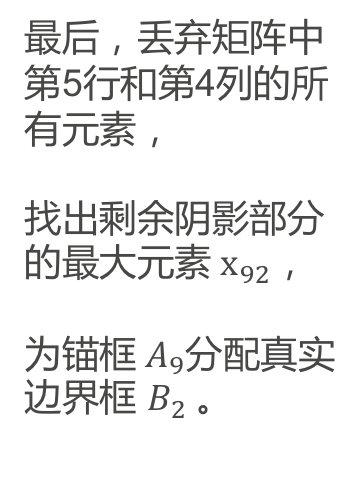 最后，丢弃矩阵中
第5行和第4列的所
有元素，
找出剩余阴影部分
的最大元素 x₉₂，
为锚框 A₉分配真实
边界框 B₂。